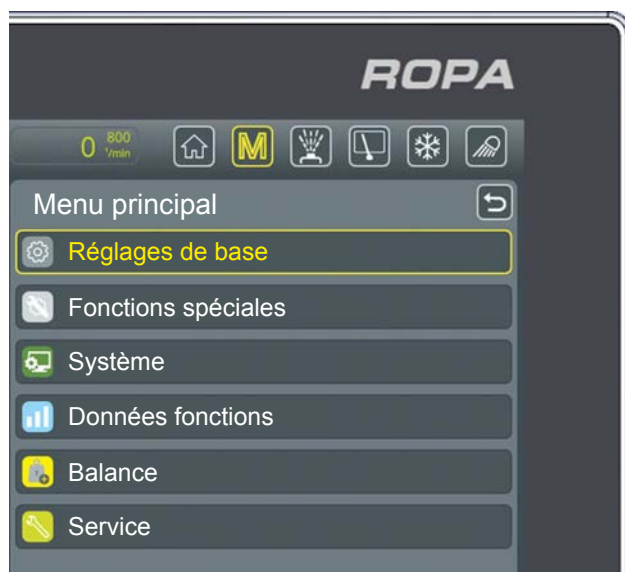 ROPA
0 800 1/min M
Menu principal
Réglages de base
Fonctions spéciales
Système
Données fonctions
Balance
Service